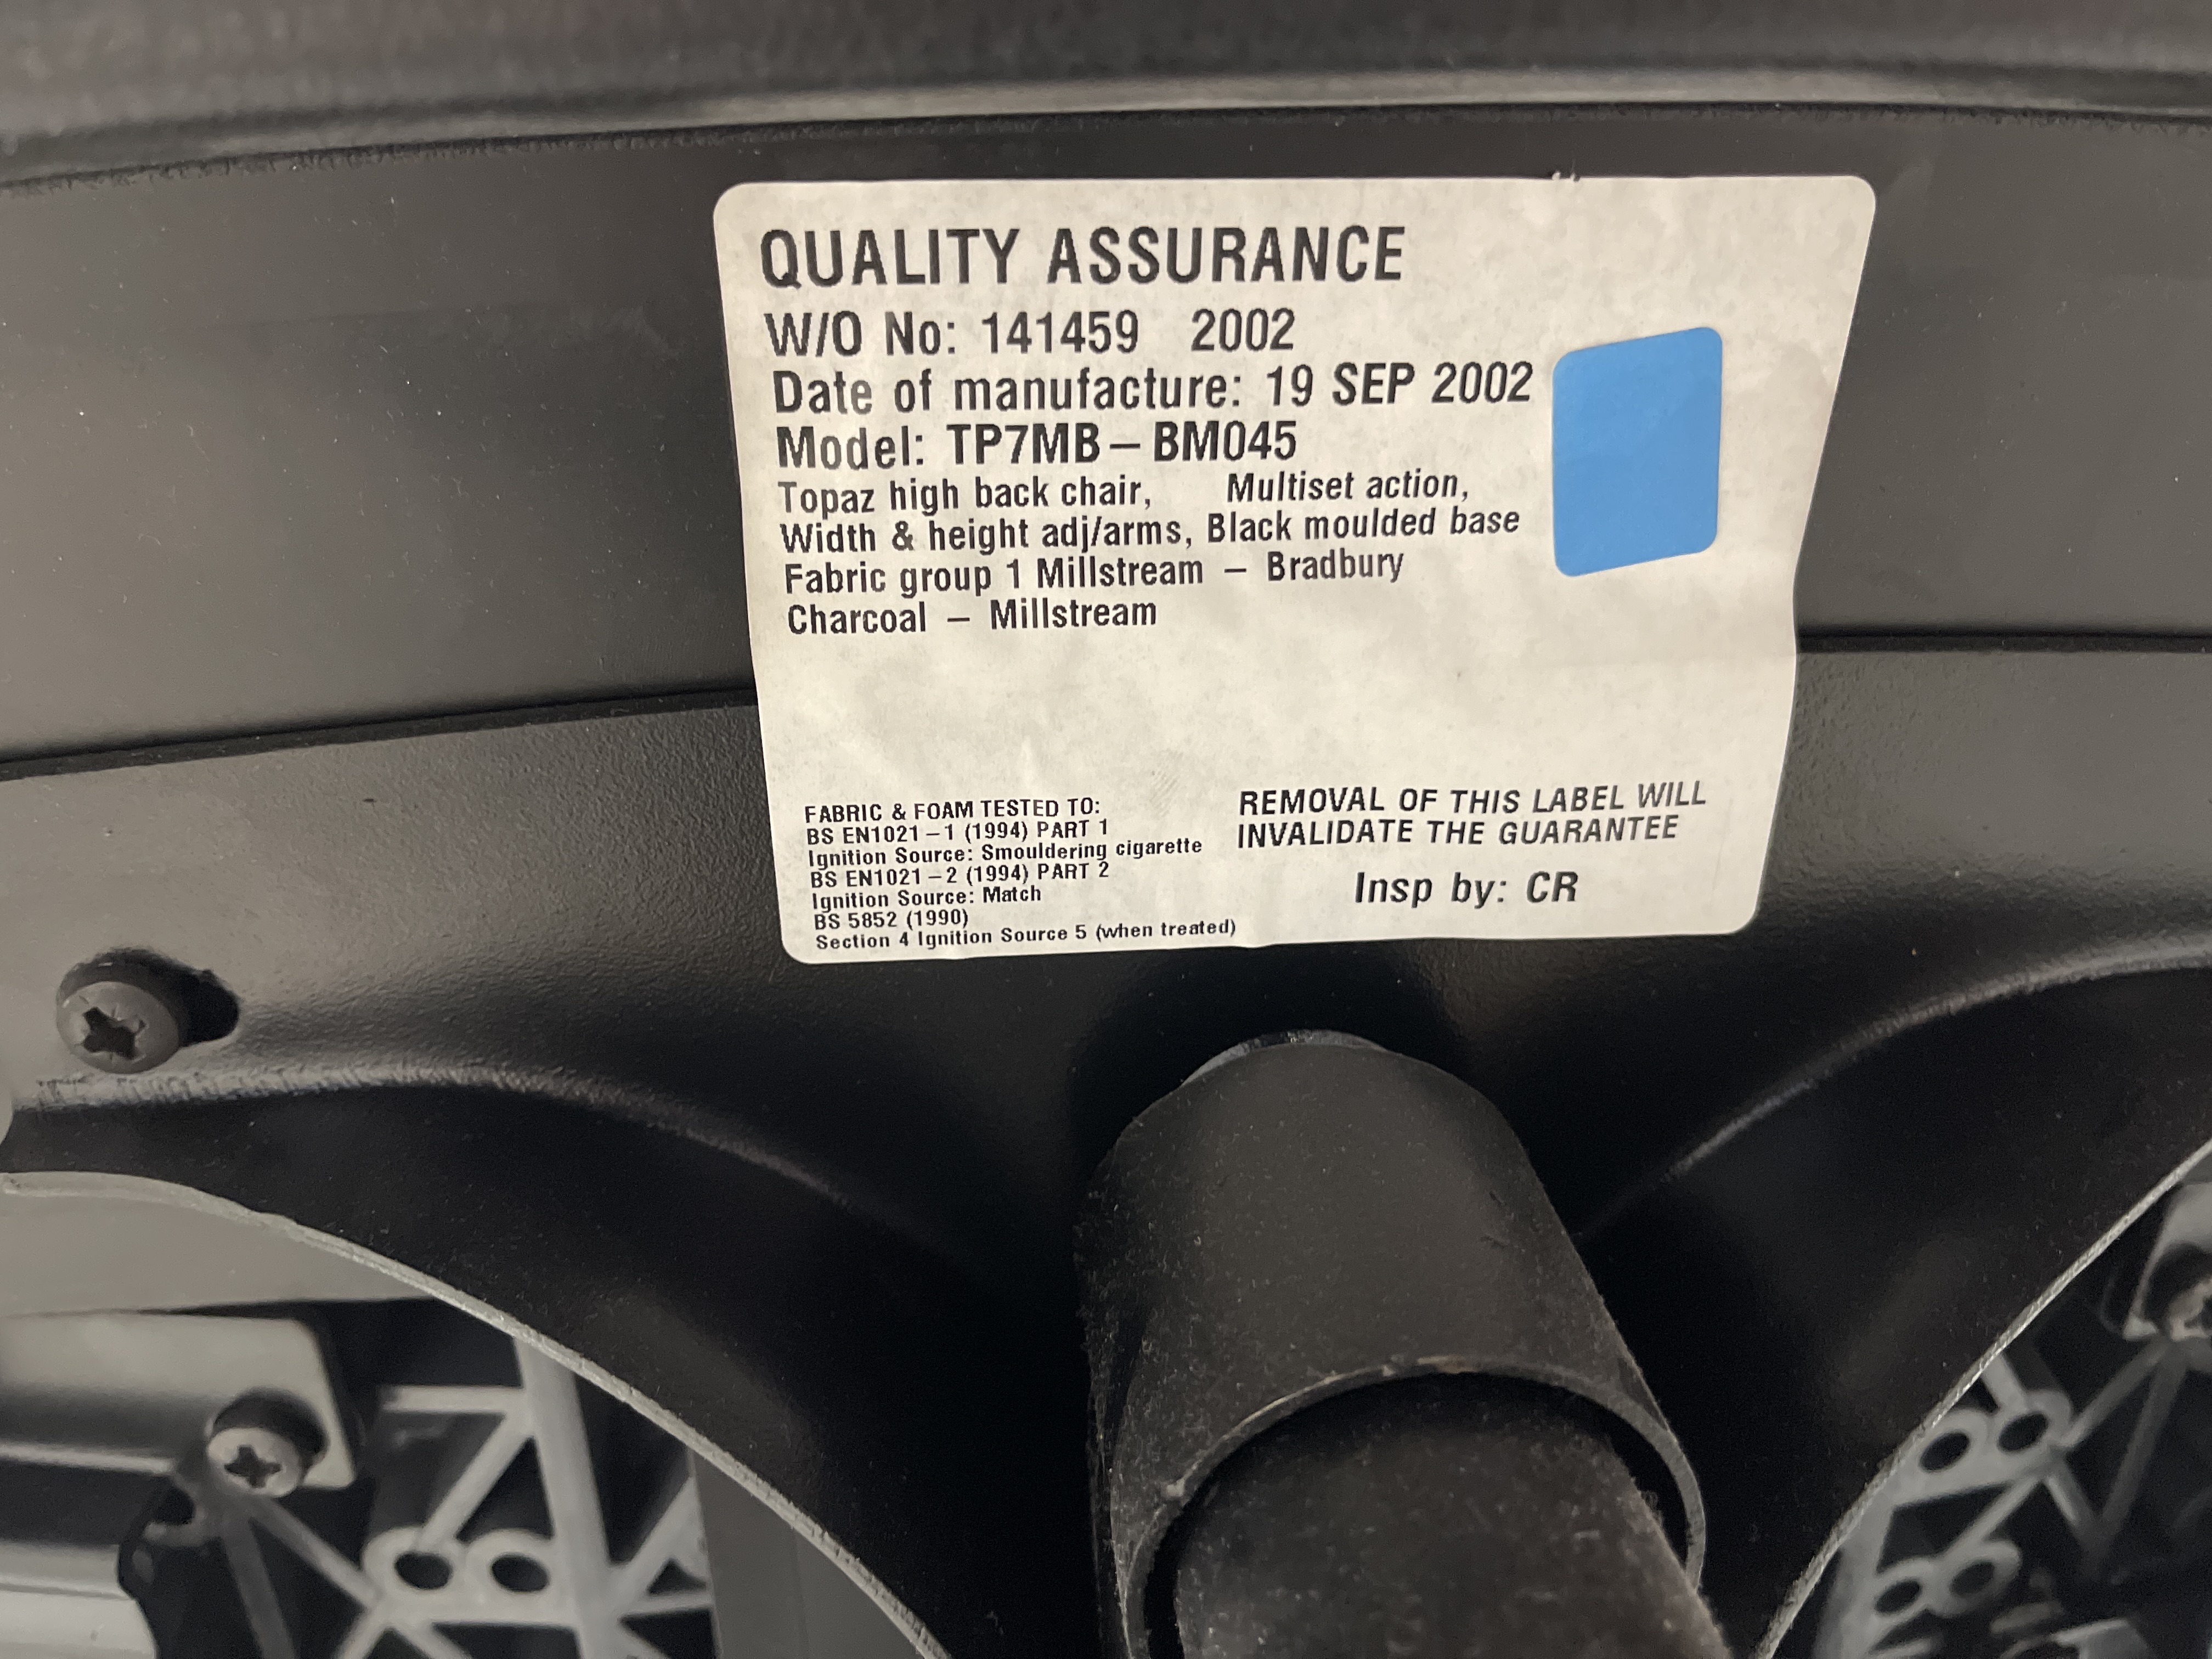 QUALITY ASSURANCE
W/O No: 141459 2002
Date of manufacture: 19 SEP 2002
Model: TP7MB – BM045
Topaz high back chair, Multiset action,
Width & height adj/arms, Black moulded base
Fabric group 1 Millstream – Bradbury
Charcoal – Millstream
FABRIC & FOAM TESTED TO:
BS EN1021 – 1 (1994) PART 1
Ignition Source: Smouldering cigarette
BS EN1021 – 2 (1994) PART 2
Ignition Source: Match
BS 5852 (1990)
Section 4 Ignition Source 5 (when treated)
REMOVAL OF THIS LABEL WILL
INVALIDATE THE GUARANTEE
Insp by: CR